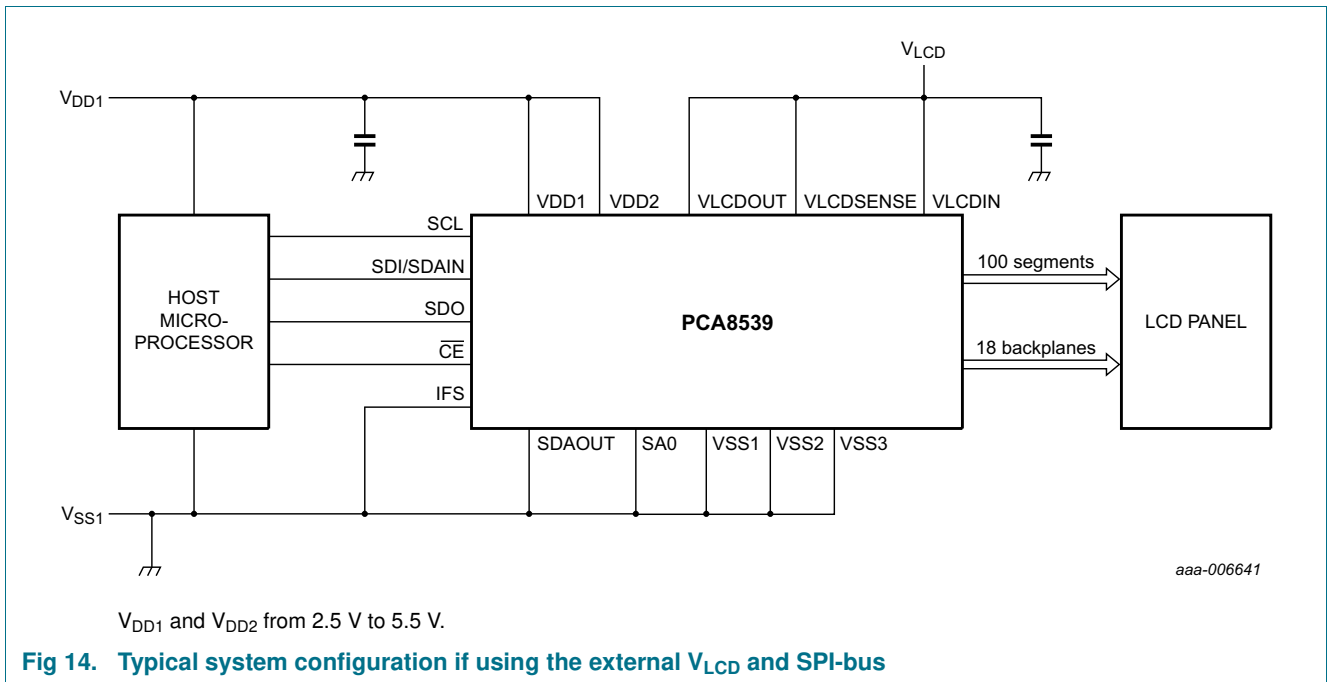 VLCD
VDD1
VDD1 VDD2 VLCDOUT VLCDSENSE VLCDIN
SCL
SDI/SDAIN
SDO
CE
IFS
HOST
MICRO-
PROCESSOR
PCA8539
100 segments
18 backplanes
LCD PANEL
SDAOUT SA0 VSS1 VSS2 VSS3
VSS1
aaa-006641
VDD1 and VDD2 from 2.5 V to 5.5 V.
Fig 14. Typical system configuration if using the external VLCD and SPI-bus